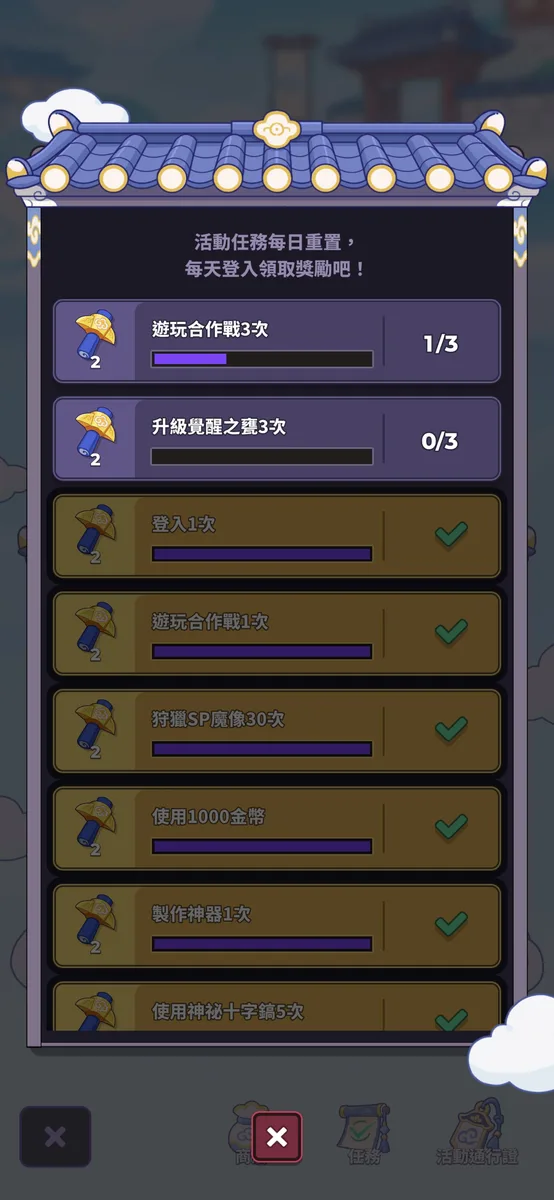 活動任務每日重置，
每天登入領取獎勵吧！
遊玩合作戰3次
1/3
2
升級覺醒之甕3次
0/3
2
登入1次
2
遊玩合作戰1次
2
狩獵SP魔像30次
2
使用1000金幣
2
製作神器1次
2
使用神祕十字鎬5次
任務
活動通行證